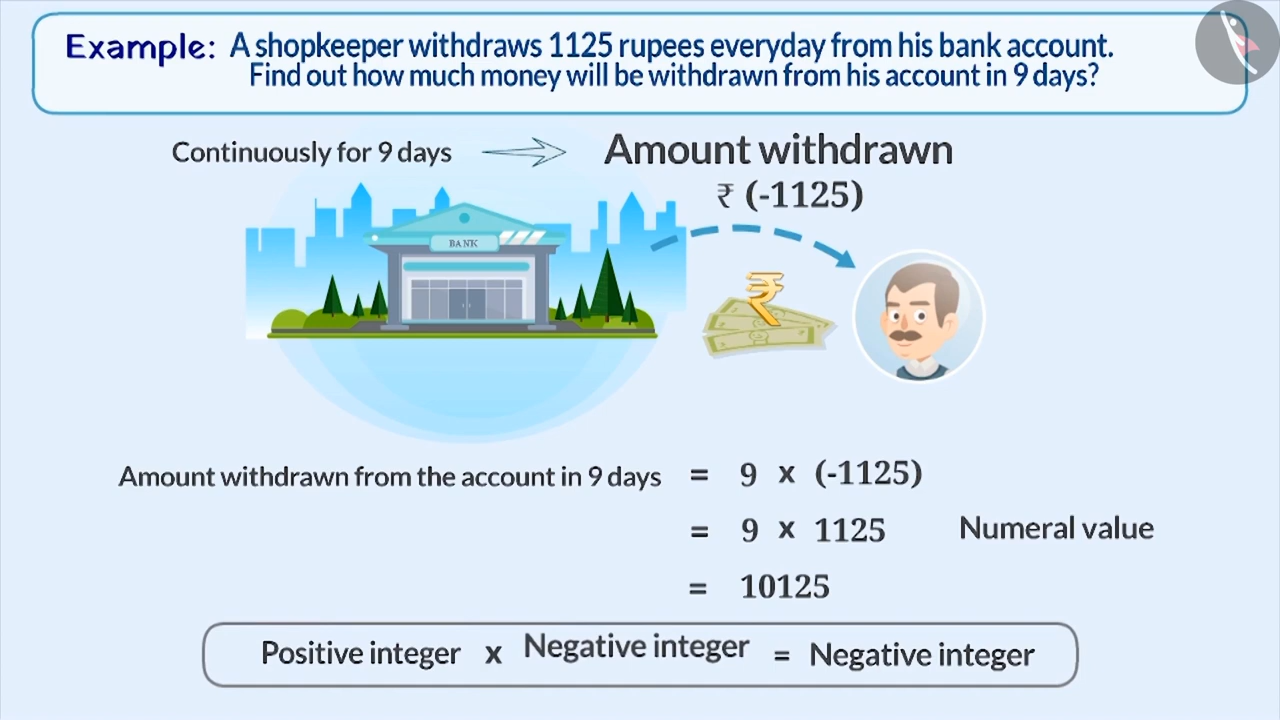 Example: A shopkeeper withdraws 1125 rupees everyday from his bank account.
Find out how much money will be withdrawn from his account in 9 days?
Continuously for 9 days
Amount withdrawn
₹ (-1125)
BANK
₹
Amount withdrawn from the account in 9 days = 9 x (-1125)
= 9 x 1125 Numeral value
= 10125
Positive integer x Negative integer = Negative integer